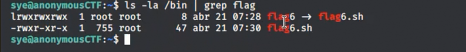 sye@anonymousCTF:~$ ls -la /bin | grep flag
lrwxrwxrwx 1 root root 8 abr 21 07:28 flag6 → flag6.sh
-rwxr-xr-x 1 755 root 47 abr 21 07:30 flag6.sh
sye@anonymousCTF:~$